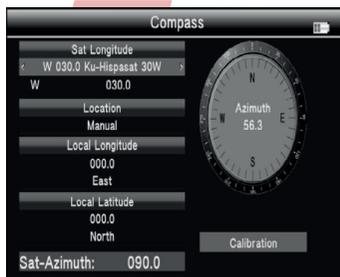 Compass
Sat Longitude
‹ W 030.0 Ku-Hispasat 30W ›
W 030.0
Location
Manual
Local Longitude
000.0
East
Local Latitude
000.0
North
Sat-Azimuth: 090.0
N
W Azimuth E
56.3
S
Calibration